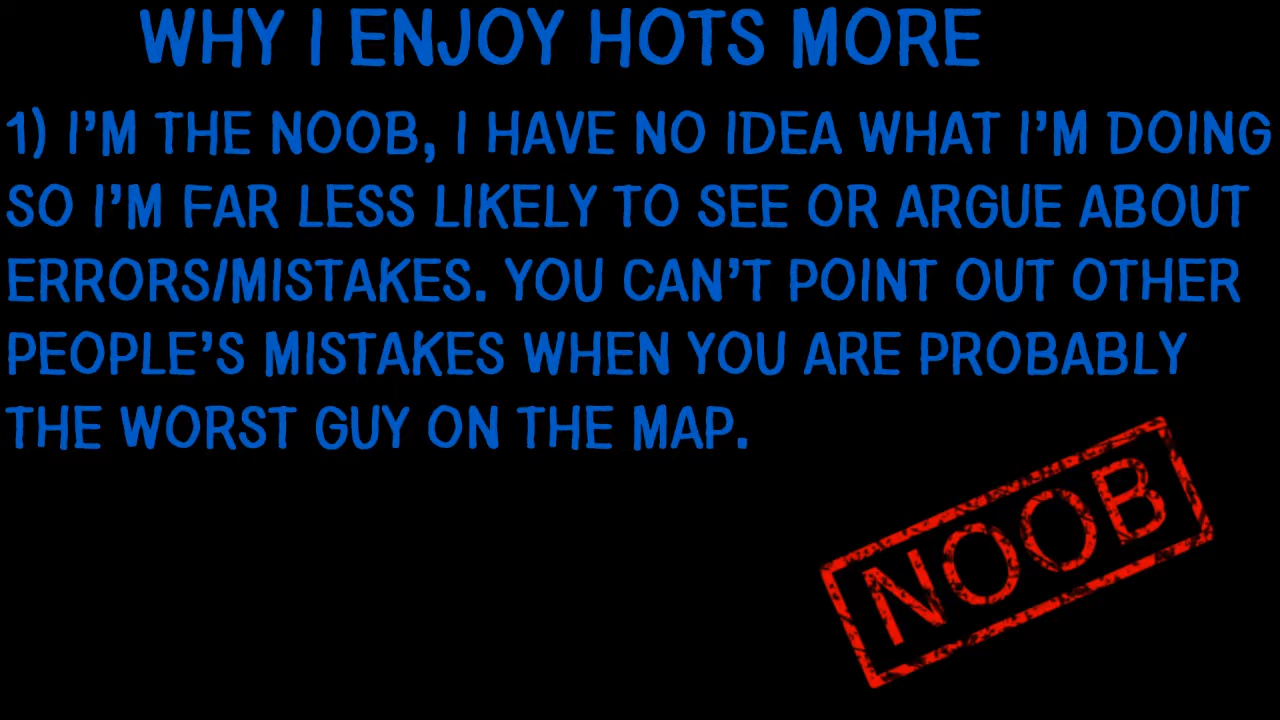 WHY I ENJOY HOTS MORE
1) I'M THE NOOB, I HAVE NO IDEA WHAT I'M DOING
SO I'M FAR LESS LIKELY TO SEE OR ARGUE ABOUT
ERRORS/MISTAKES. YOU CAN'T POINT OUT OTHER
PEOPLE'S MISTAKES WHEN YOU ARE PROBABLY
THE WORST GUY ON THE MAP.
NOOB